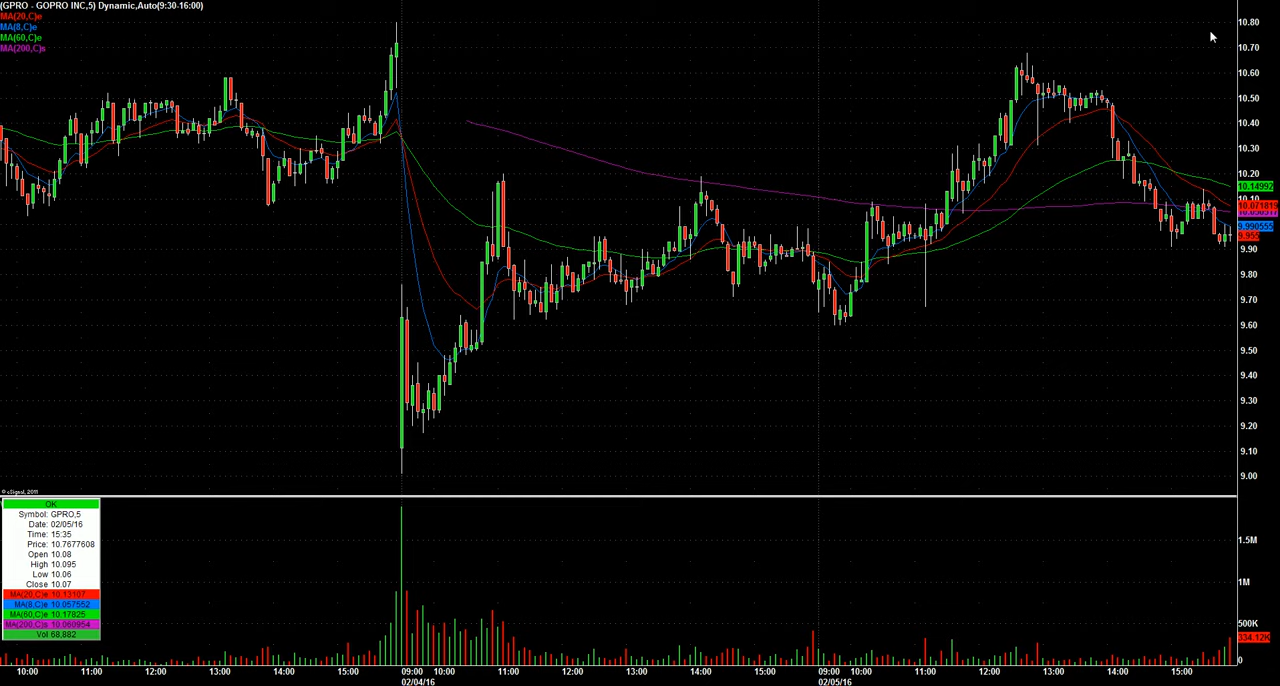 (GPRO - GOPRO INC,5) Dynamic,Auto(9:30-16:00)
MA(20,C)e
MA(8,C)e
MA(60,C)e
MA(200,C)s
10.80
10.70
10.60
10.50
10.40
10.30
10.20
10.14992
10.10
10.071819
9.990555
9.955
9.90
9.80
9.70
9.60
9.50
9.40
9.30
9.20
9.10
9.00
© eSignal, 2011
OK
Symbol: GPRO,5
Date: 02/05/16
Time: 15:35
Price: 10.7677608
Open 10.08
High 10.095
Low 10.06
Close 10.07
MA(20,C)e 10.13107
MA(8,C)e 10.057552
MA(60,C)e 10.17825
MA(200,C)s 10.060954
Vol 68,882
1.5M
1M
500K
334.12K
0
10:00 11:00 12:00 13:00 14:00 15:00 09:00 10:00 11:00 12:00 13:00 14:00 15:00 09:00 10:00 11:00 12:00 13:00 14:00 15:00
02/04/16 02/05/16